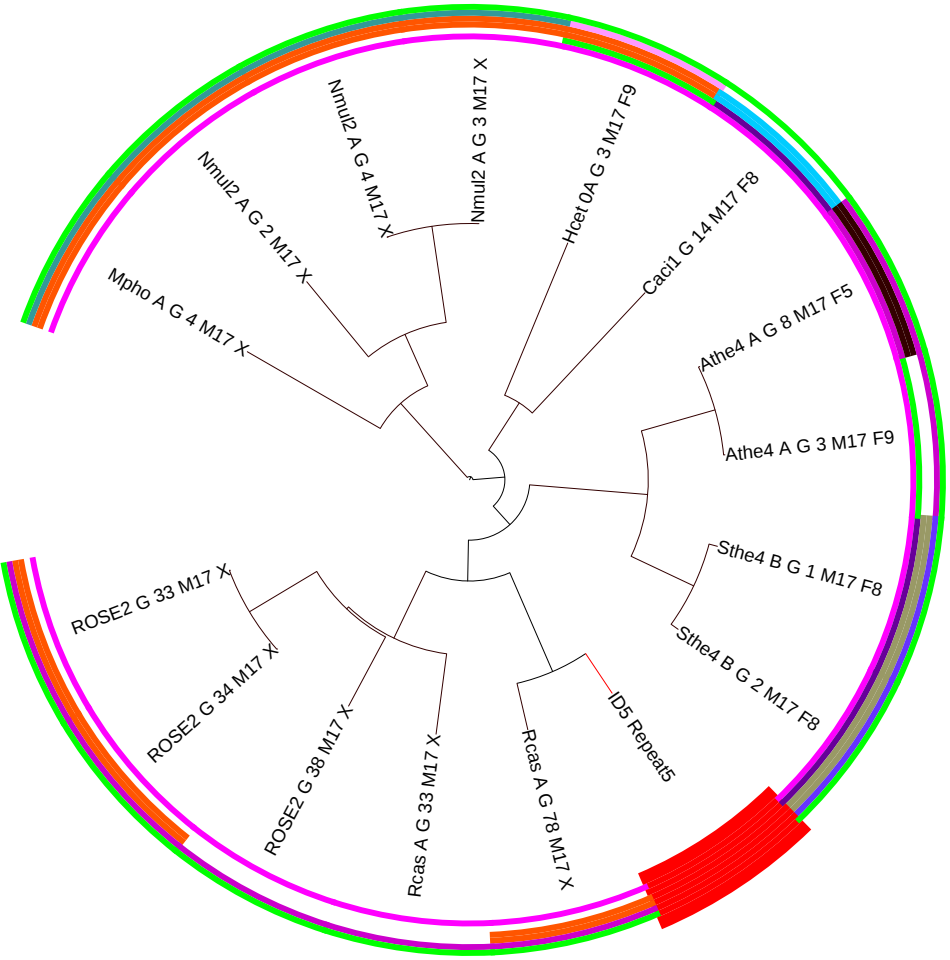 Mpho A G 4 M17 X
Nmul2 A G 2 M17 X
Nmul2 A G 4 M17 X
Nmul2 A G 3 M17 X
Hcet 0A G 3 M17 F9
Caci1 G 14 M17 F8
Athe4 A G 8 M17 F5
Athe4 A G 3 M17 F9
Sthe4 B G 1 M17 F8
Sthe4 B G 2 M17 F8
ID5 Repeat5
Rcas A G 78 M17 X
Rcas A G 33 M17 X
ROSE2 G 38 M17 X
ROSE2 G 34 M17 X
ROSE2 G 33 M17 X